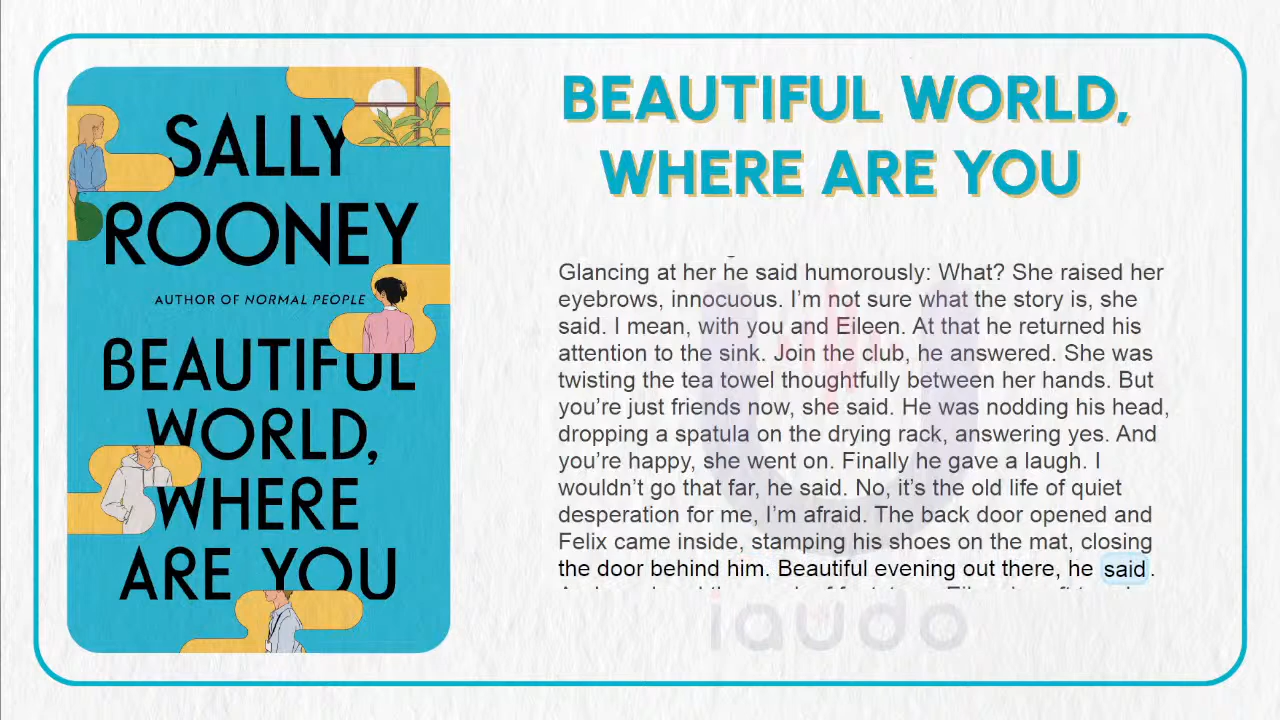 SALLY
ROONEY
AUTHOR OF NORMAL PEOPLE
BEAUTIFUL
WORLD,
WHERE
ARE YOU
BEAUTIFUL WORLD,
WHERE ARE YOU
Glancing at her he said humorously: What? She raised her
eyebrows, innocuous. I’m not sure what the story is, she
said. I mean, with you and Eileen. At that he returned his
attention to the sink. Join the club, he answered. She was
twisting the tea towel thoughtfully between her hands. But
you’re just friends now, she said. He was nodding his head,
dropping a spatula on the drying rack, answering yes. And
you’re happy, she went on. Finally he gave a laugh. I
wouldn’t go that far, he said. No, it’s the old life of quiet
desperation for me, I’m afraid. The back door opened and
Felix came inside, stamping his shoes on the mat, closing
the door behind him. Beautiful evening out there, he said.
iaudo